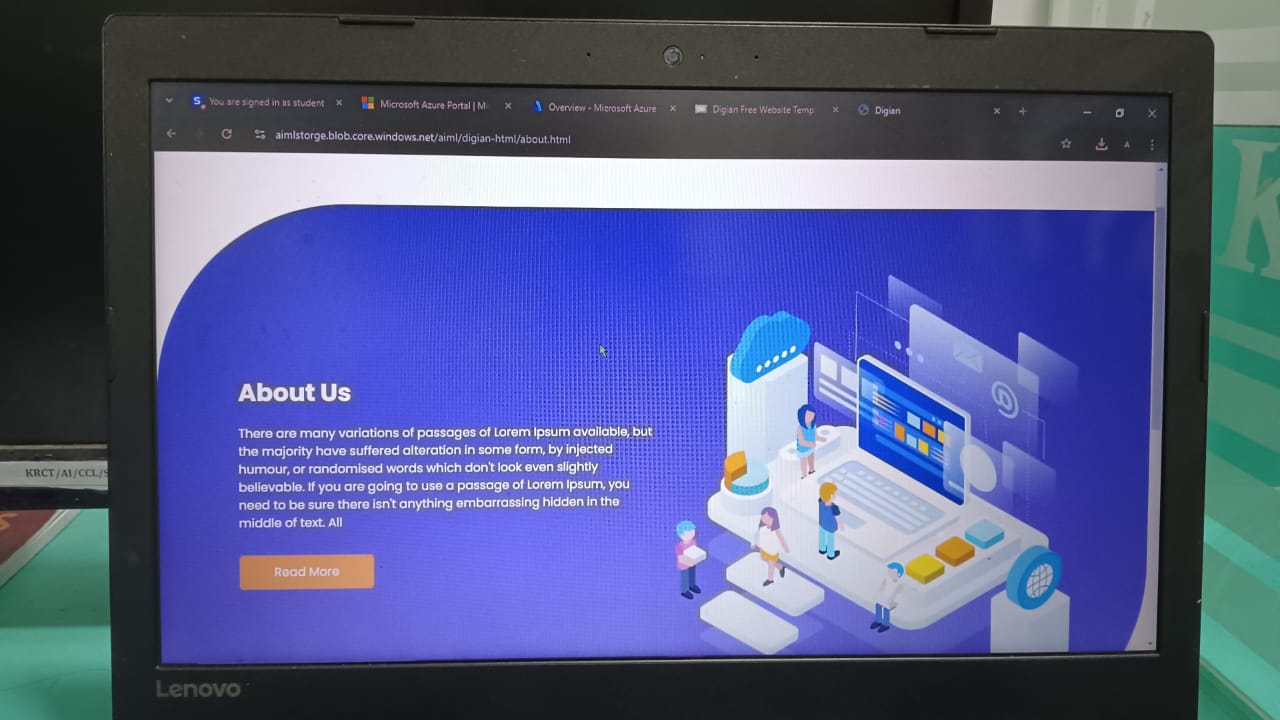 You are signed in as student
Microsoft Azure Portal | M
Overview - Microsoft Azure
Digian Free Website Temp
Digian
aimlstorge.blob.core.windows.net/aiml/digian-html/about.html
A
About Us
There are many variations of passages of Lorem Ipsum available, but
the majority have suffered alteration in some form, by injected
humour, or randomised words which don't look even slightly
believable. If you are going to use a passage of Lorem Ipsum, you
need to be sure there isn't anything embarrassing hidden in the
middle of text. All
Read More
KRCT/AI/CCL/S
Lenovo
K